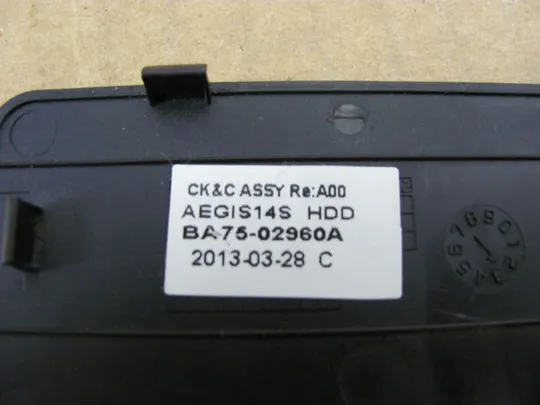 CK&C ASSY Re:A00
AEGIS14S HDD
BA75-02960A
2013-03-28 C